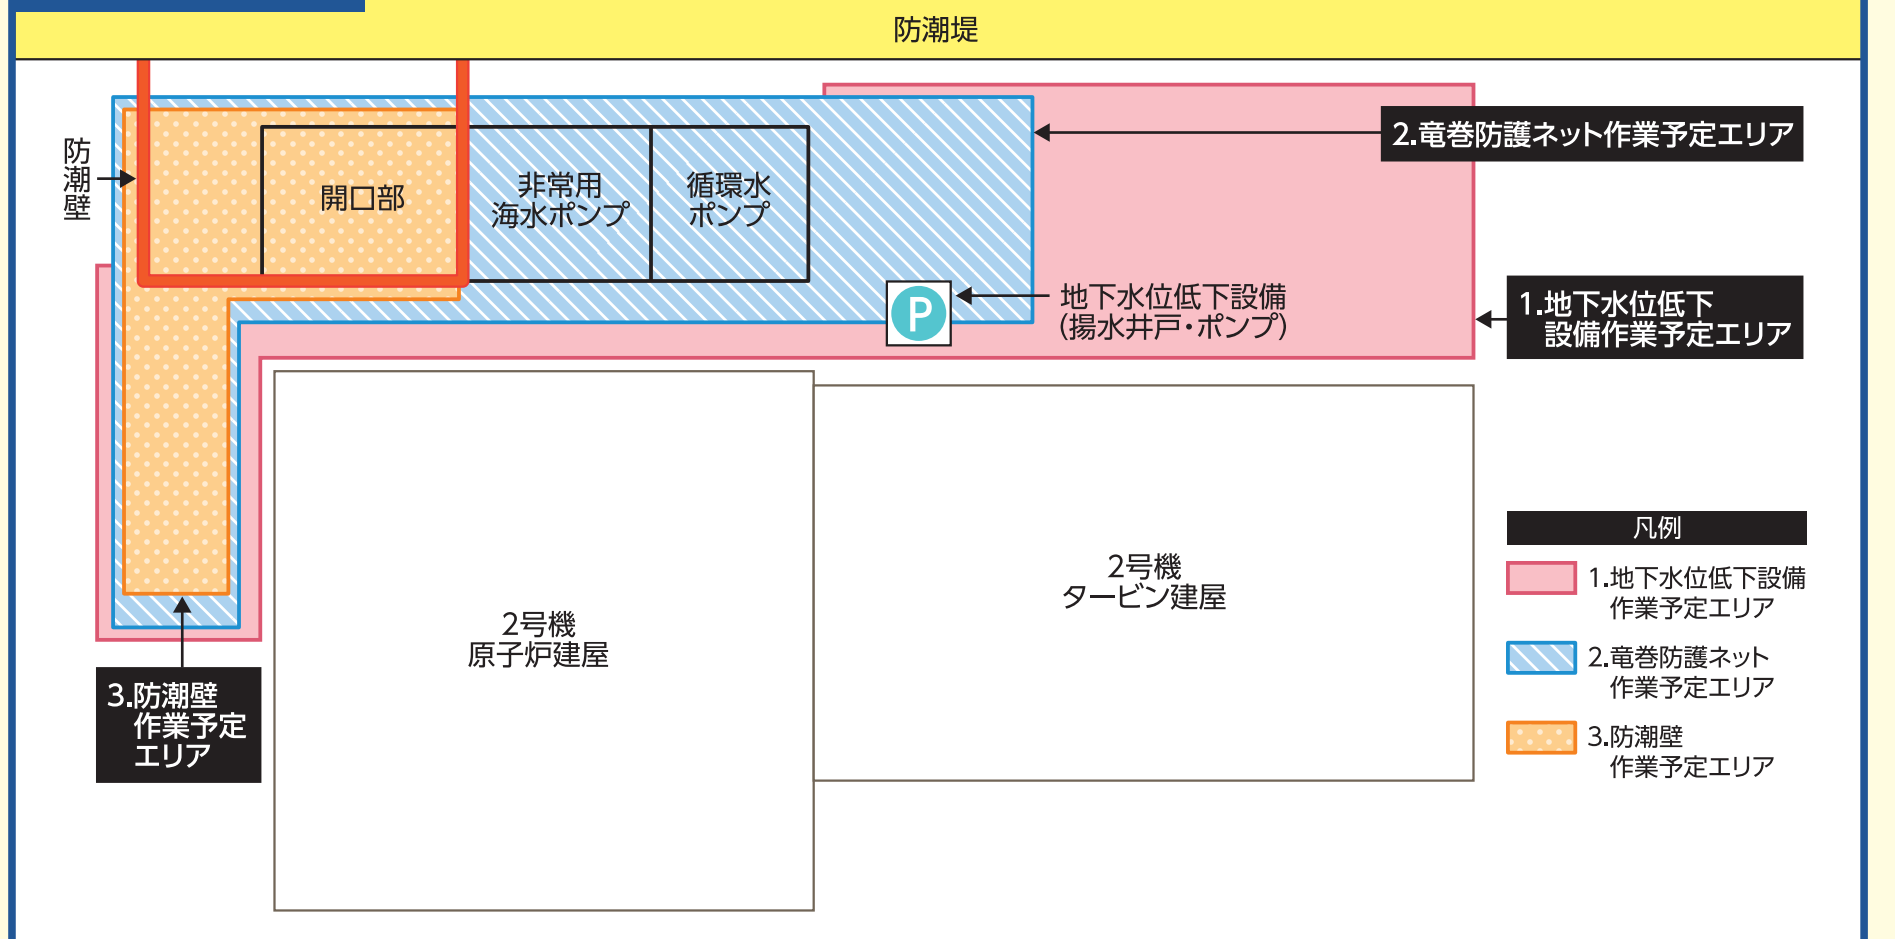 防潮堤
防潮壁
開口部
非常用
海水ポンプ
循環水
ポンプ
2.竜巻防護ネット作業予定エリア
P
地下水位低下設備
(揚水井戸・ポンプ)
1.地下水位低下
設備作業予定エリア
3.防潮壁
作業予定
エリア
2号機
原子炉建屋
2号機
タービン建屋
凡例
1.地下水位低下設備
作業予定エリア
2.竜巻防護ネット
作業予定エリア
3.防潮壁
作業予定エリア